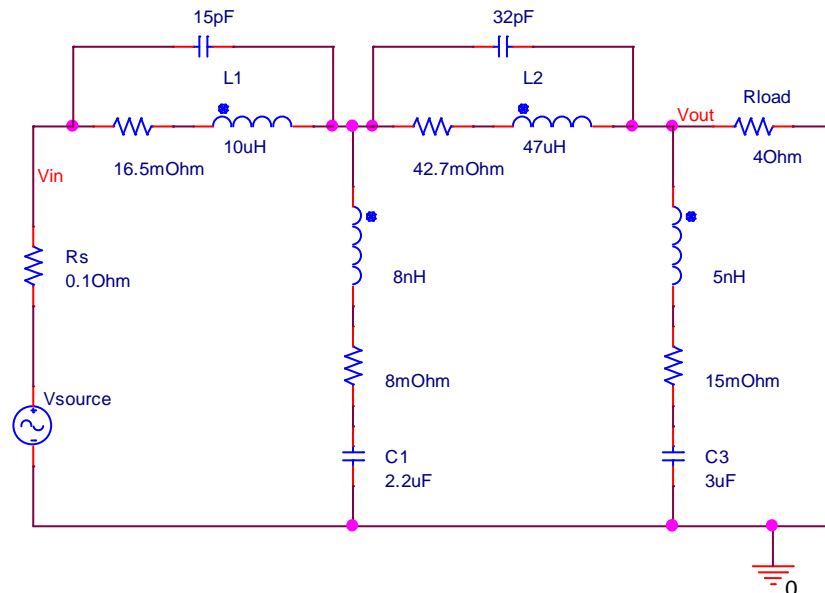 15pF
32pF
L1
L2
Rload
Vout
10uH
47uH
4Ohm
16.5mOhm
42.7mOhm
Vin
Rs
0.1Ohm
8nH
5nH
8mOhm
15mOhm
Vsource
C1
2.2uF
C3
3uF
0